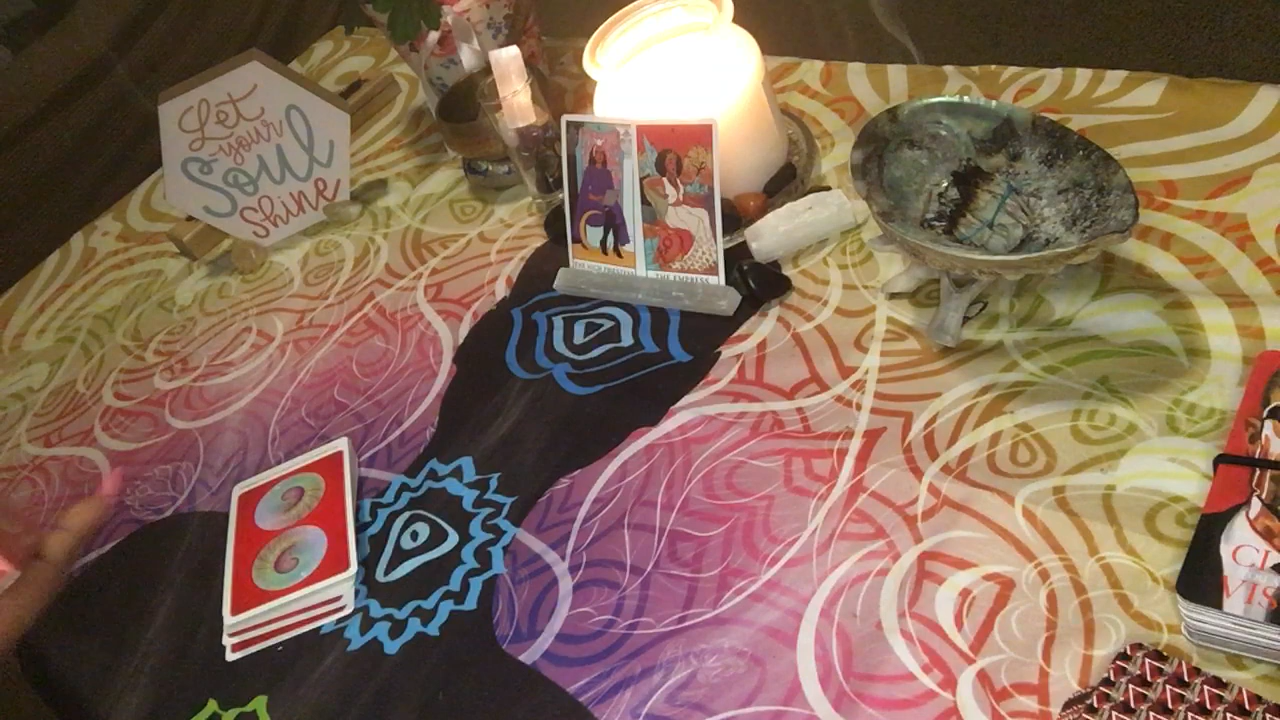 Let
your
Soul
Shine
THE HIGH PRIESTESS
THE EMPRESS